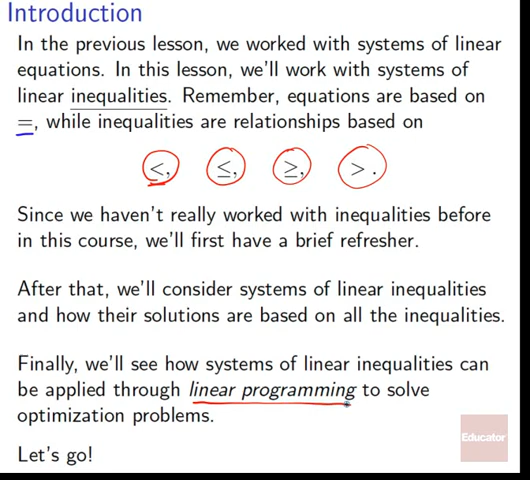 Introduction
In the previous lesson, we worked with systems of linear
equations. In this lesson, we'll work with systems of
linear inequalities. Remember, equations are based on
=, while inequalities are relationships based on
<, ≤, ≥, >.
Since we haven't really worked with inequalities before
in this course, we'll first have a brief refresher.
After that, we'll consider systems of linear inequalities
and how their solutions are based on all the inequalities.
Finally, we'll see how systems of linear inequalities can
be applied through linear programming to solve
optimization problems.
Let's go!
Educator